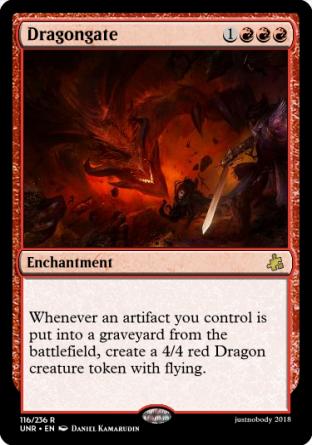 Dragongate 1
Enchantment
Whenever an artifact you control is
put into a graveyard from the
battlefield, create a 4/4 red Dragon
creature token with flying.
116/236 R
UNR • EN DANIEL KAMARUDIN
justnobody 2018